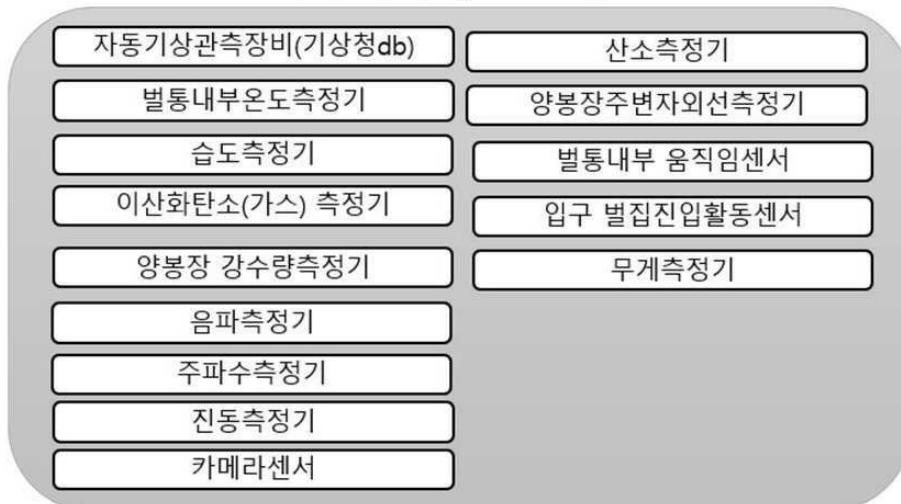 자동기상관측장비(기상청db)
벌통내부온도측정기
습도측정기
이산화탄소(가스) 측정기
양봉장 강수량측정기
음파측정기
주파수측정기
진동측정기
카메라센서
산소측정기
양봉장주변자외선측정기
벌통내부 움직임센서
입구 벌집진입활동센서
무게측정기